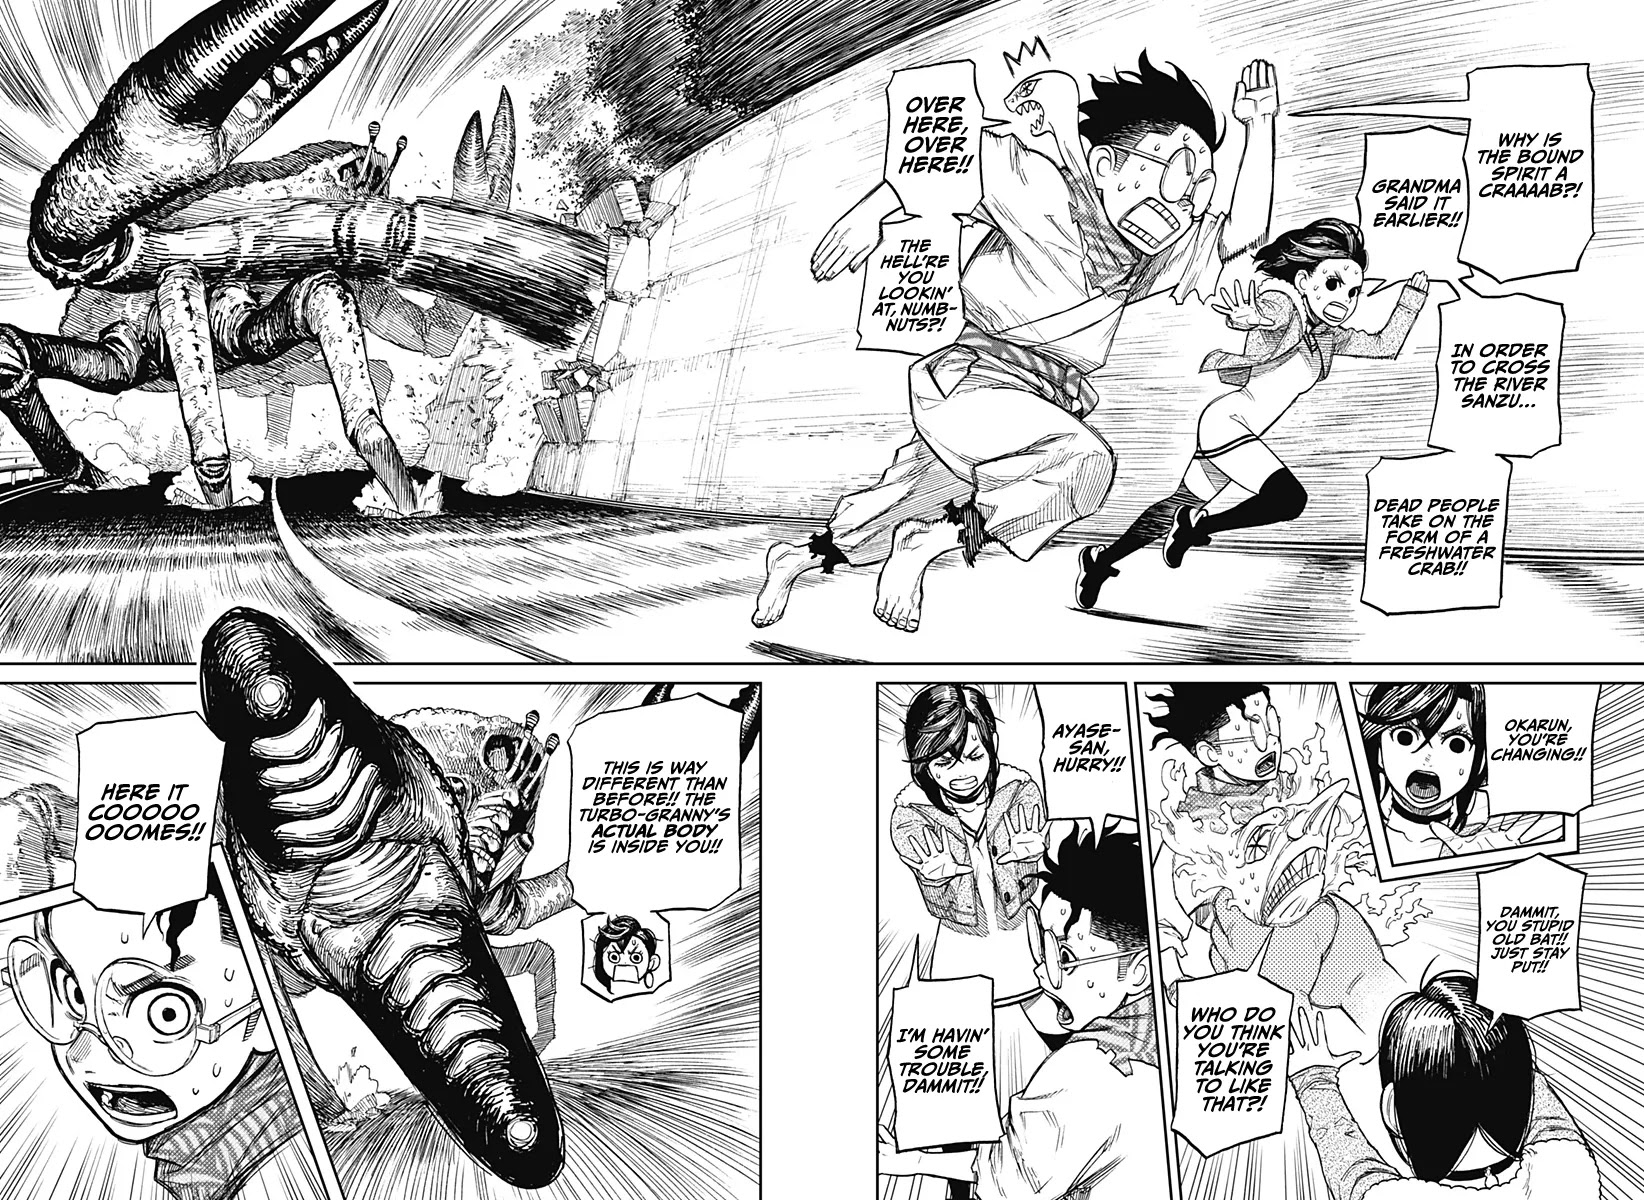 WHY IS
THE BOUND
SPIRIT A
CRAAAAB?!
GRANDMA
SAID IT
EARLIER!!
IN ORDER
TO CROSS
THE RIVER
SANZU...
DEAD PEOPLE
TAKE ON THE
FORM OF A
FRESHWATER
CRAB!!
OVER
HERE,
OVER
HERE!!
THE
HELL'RE
YOU
LOOKIN'
AT, NUMB-
NUTS?!
OKARUN,
YOU'RE
CHANGING!!
DAMMIT,
YOU STUPID
OLD BAT!!
JUST STAY
PUT!!
WHO DO
YOU THINK
YOU'RE
TALKING
TO LIKE
THAT?!
AYASE-
SAN,
HURRY!!
I'M HAVIN'
SOME
TROUBLE,
DAMMIT!!
THIS IS WAY
DIFFERENT THAN
BEFORE!! THE
TURBO-GRANNY'S
ACTUAL BODY
IS INSIDE YOU!!
HERE IT
COOOOO
OOOMES!!